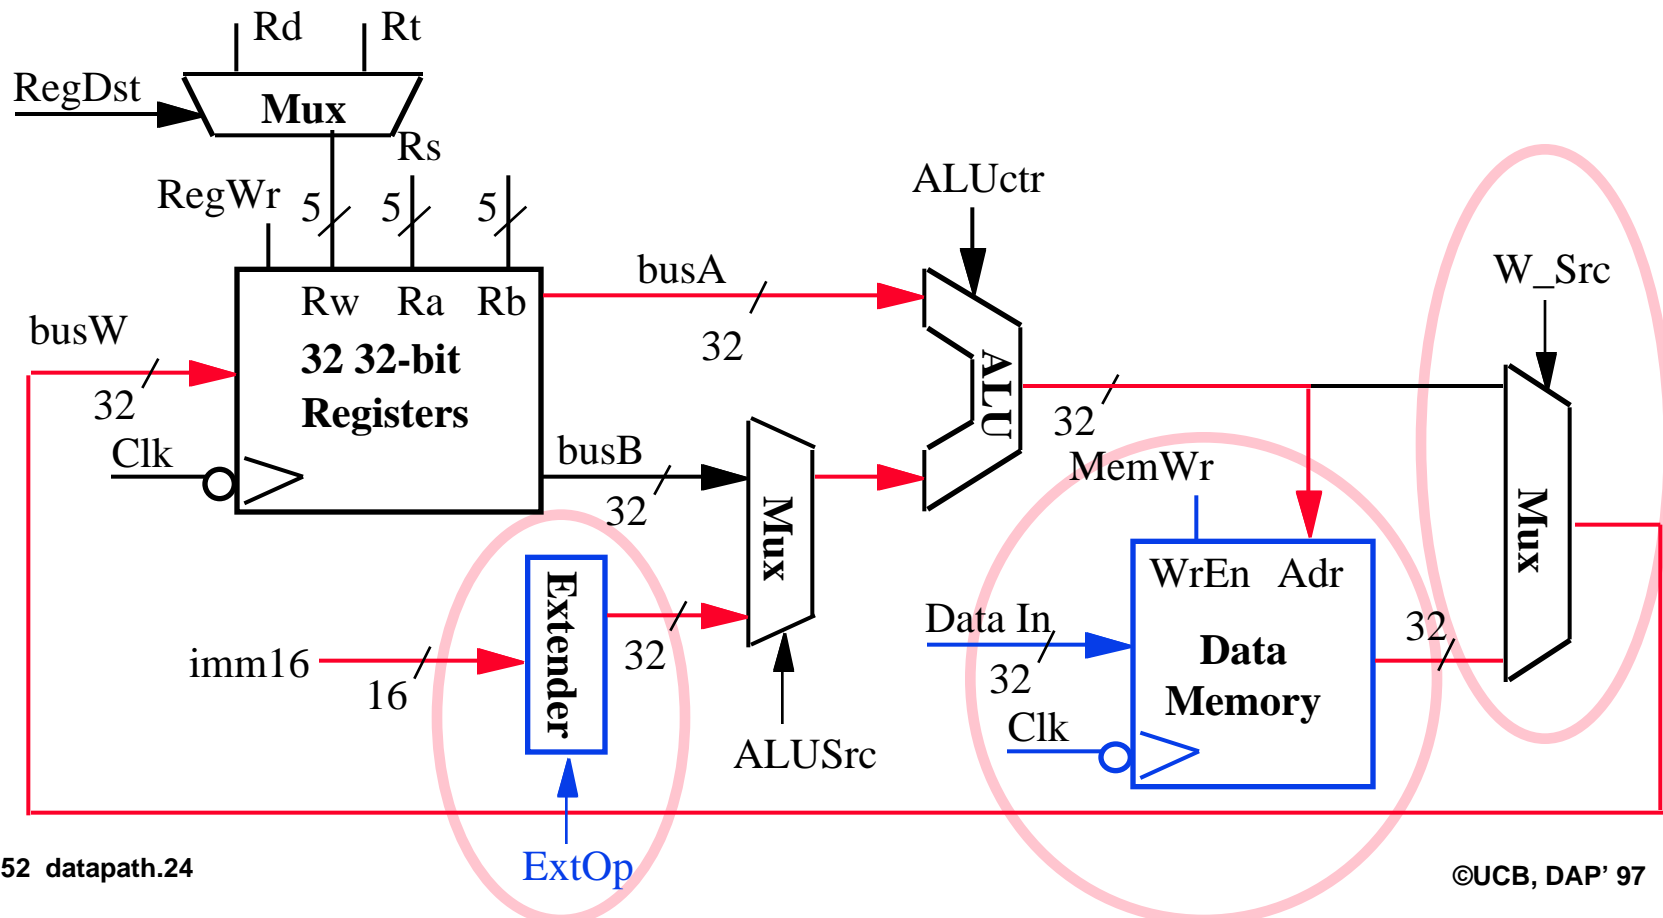 Rd
Rt
RegDst
Mux
Rs
RegWr
5
5
5
ALUctr
W_Src
busW
32
Rw
Ra
Rb
32 32-bit
Registers
Clk
busA
32
busB
32
ALU
32
Mux
MemWr
WrEn
Adr
Data In
32
Data
Memory
Clk
32
Mux
imm16
16
Extender
32
ALUSrc
ExtOp
52 datapath.24
©UCB, DAP' 97